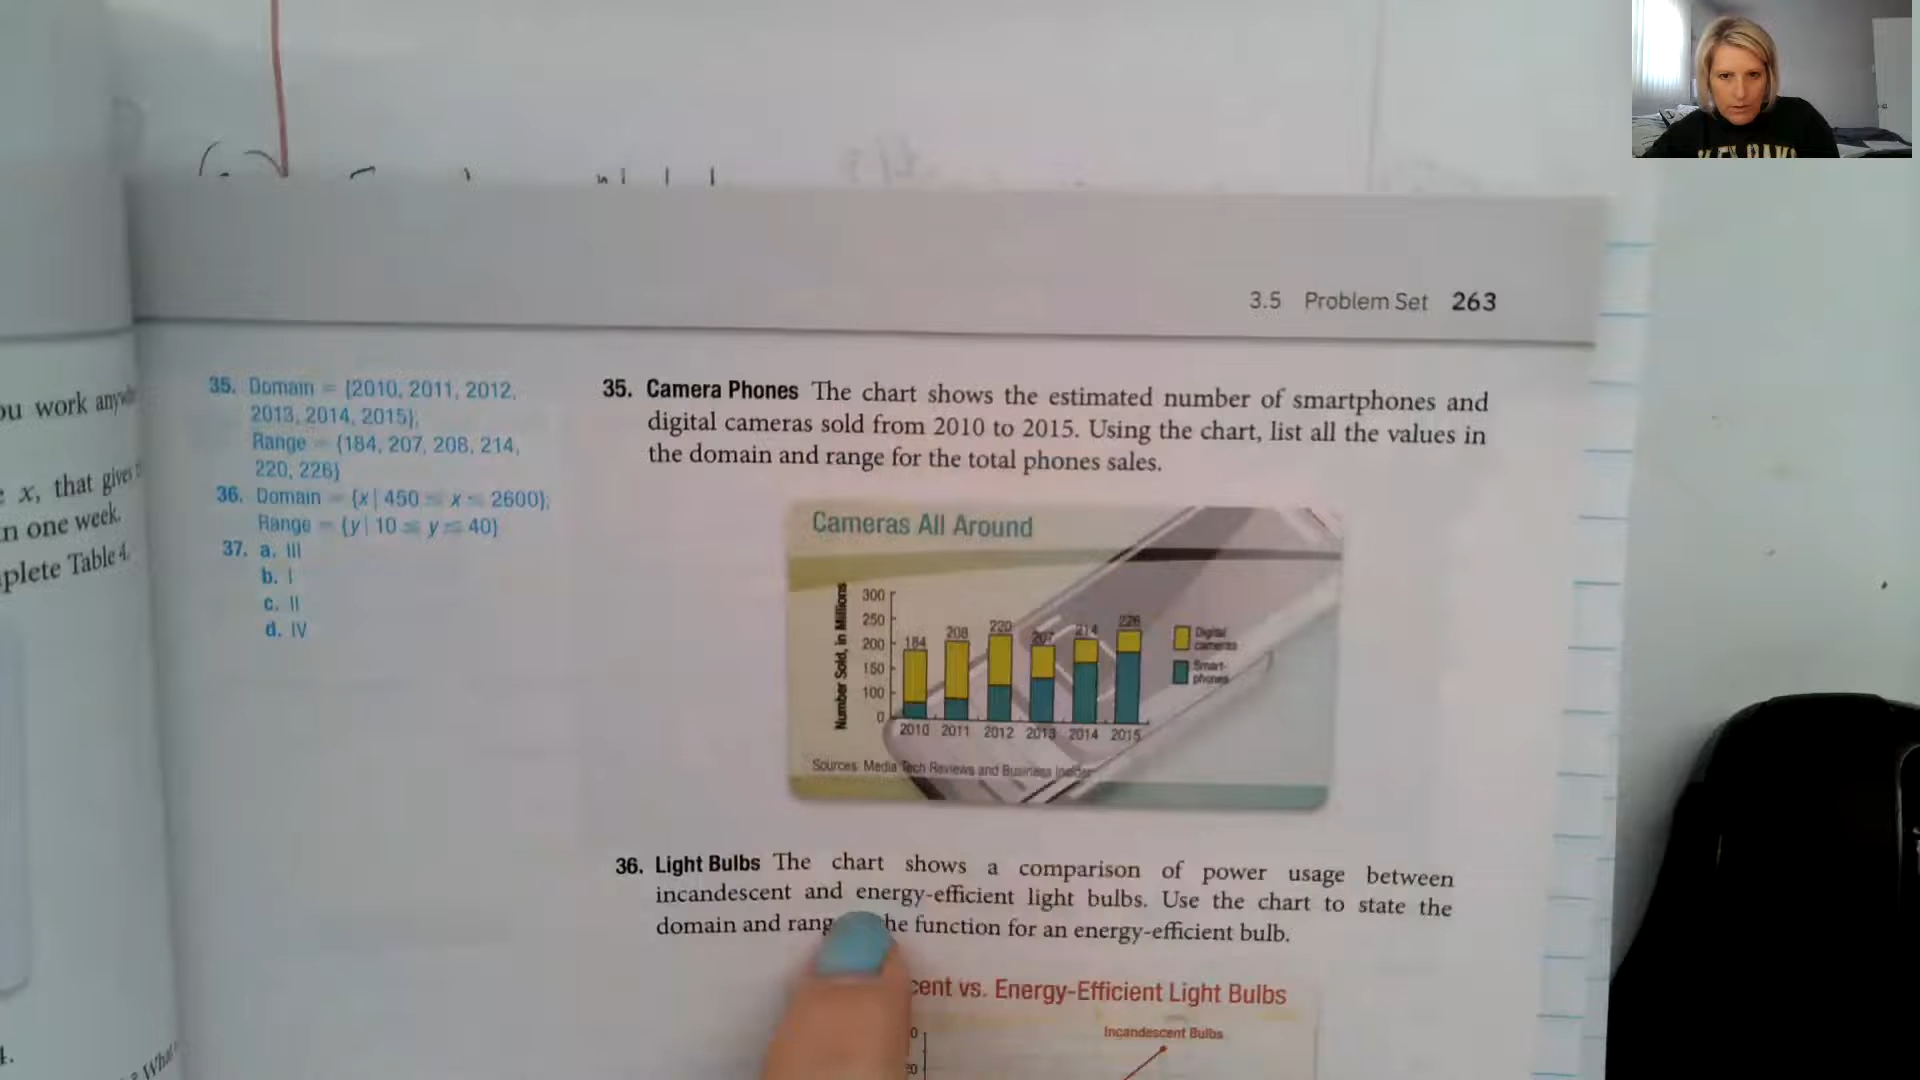 3.5 Problem Set 263
ou work
x, that gives
n one week.
plete Table 4.
35. Domain = {2010, 2011, 2012,
2013, 2014, 2015},
Range = {184, 207, 208, 214,
220, 226}
36. Domain = {x | 450 ≤ x ≤ 2600};
Range = {y | 10 ≤ y ≤ 40}
37. a. III
b. I
c. II
d. IV
35. Camera Phones The chart shows the estimated number of smartphones and
digital cameras sold from 2010 to 2015. Using the chart, list all the values in
the domain and range for the total phones sales.
Cameras All Around
Number Sold, in Millions
300
250
200
150
100
0
184
208
220
207
214
226
2010 2011 2012 2013 2014 2015
Digital
cameras
Smart-
phones
Sources: Media Tech Reviews and Business Insider
36. Light Bulbs The chart shows a comparison of power usage between
incandescent and energy-efficient light bulbs. Use the chart to state the
domain and rang he function for an energy-efficient bulb.
cent vs. Energy-Efficient Light Bulbs
Incandescent Bulbs
What